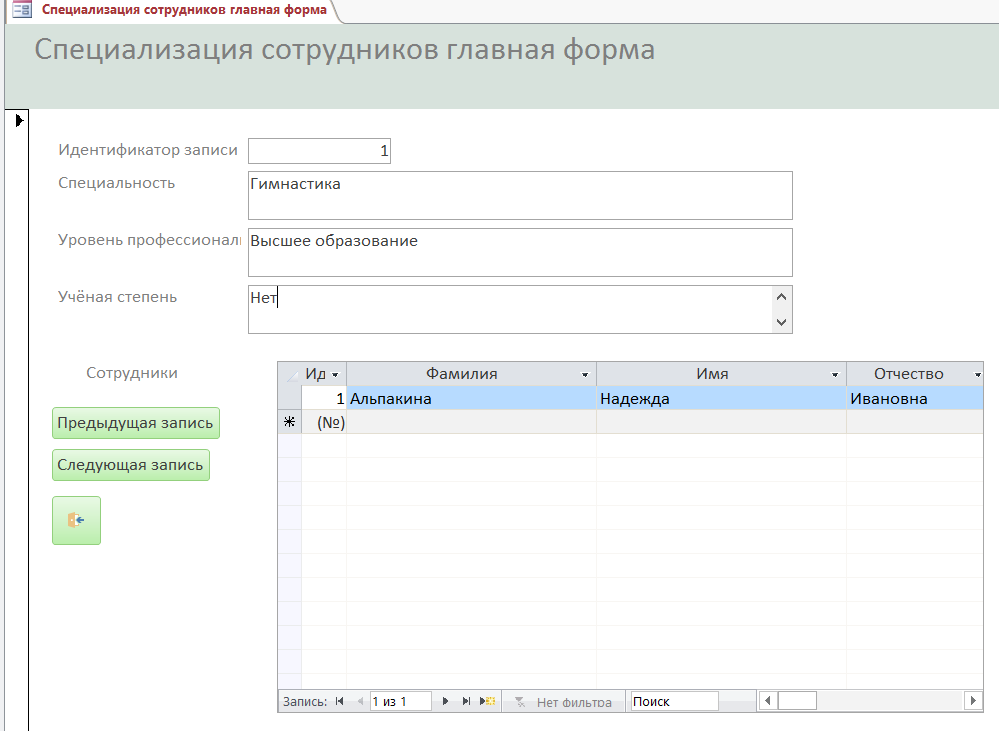 Специализация сотрудников главная форма
Специализация сотрудников главная форма
Идентификатор записи 1
Специальность Гимнастика
Уровень профессионал Высшее образование
Учёная степень Нет
Сотрудники
Ид Фамилия Имя Отчество
1 Альпакина Надежда Ивановна
(№)
Предыдущая запись
Следующая запись
Запись: 1 из 1 Нет фильтра Поиск